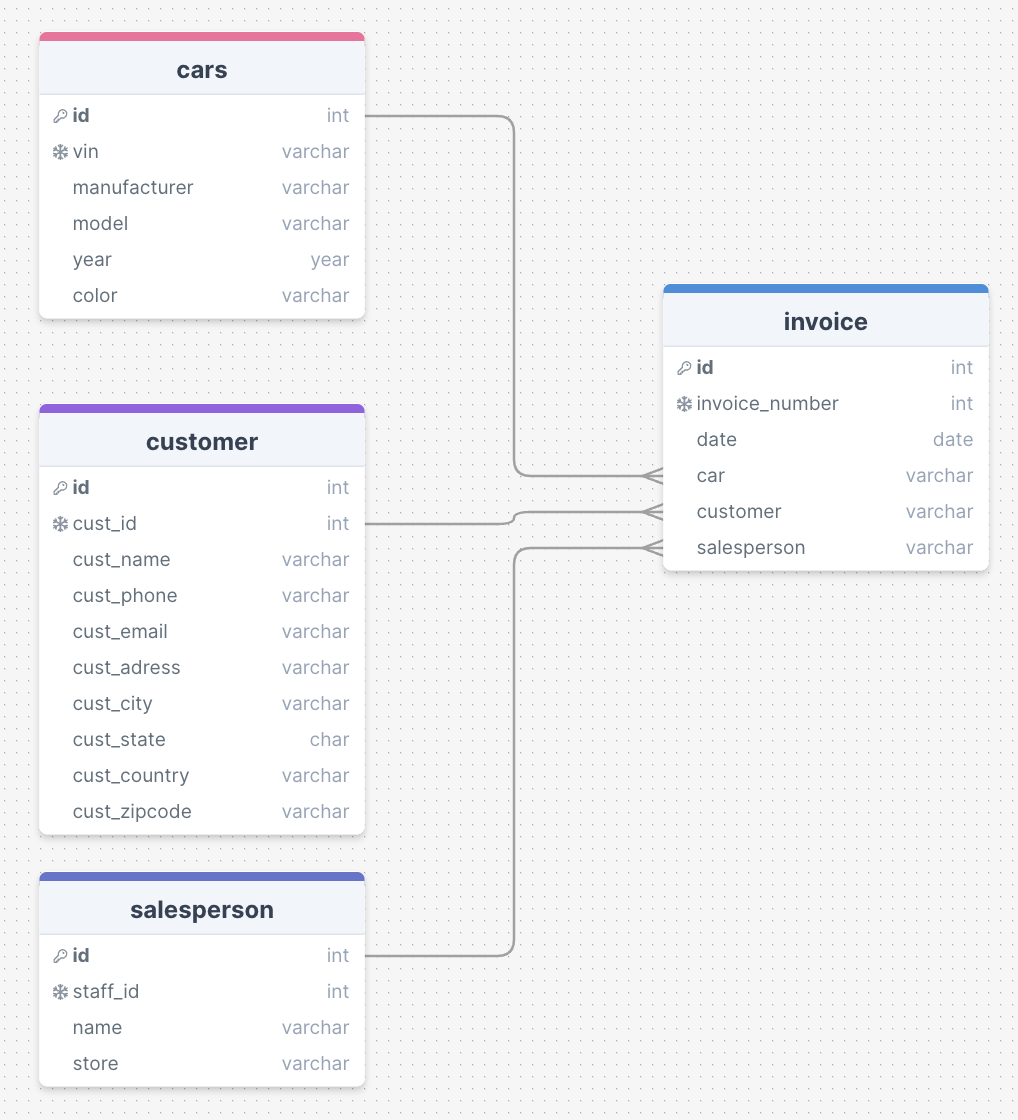 cars
id int
vin varchar
manufacturer varchar
model varchar
year year
color varchar
customer
id int
cust_id int
cust_name varchar
cust_phone varchar
cust_email varchar
cust_adress varchar
cust_city varchar
cust_state char
cust_country varchar
cust_zipcode varchar
salesperson
id int
staff_id int
name varchar
store varchar
invoice
id int
invoice_number int
date date
car varchar
customer varchar
salesperson varchar